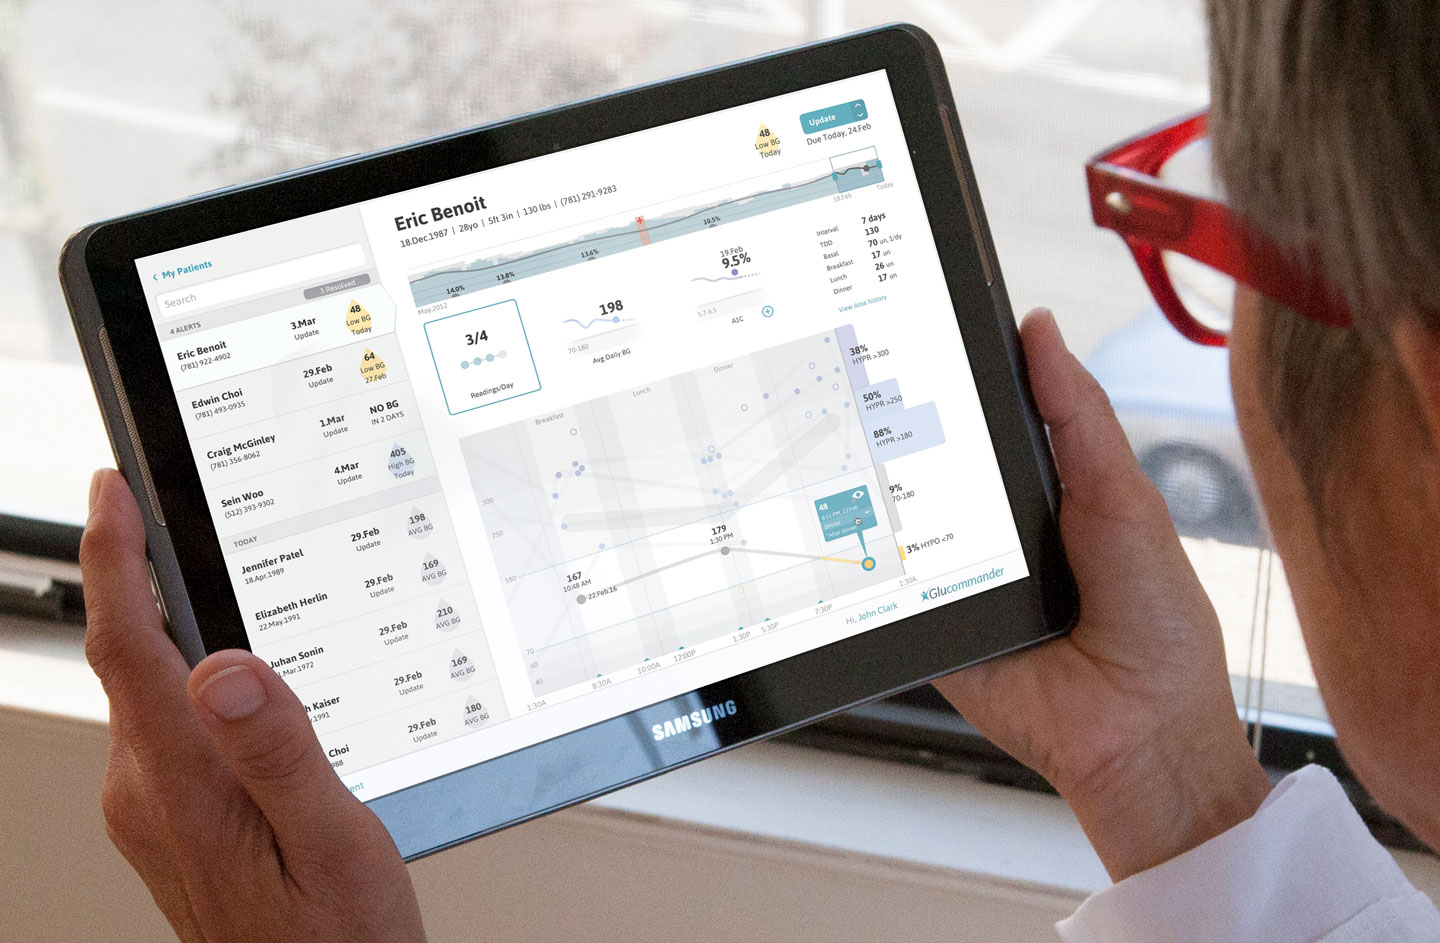 ‹ My Patients
Search
3 Resolved
4 ALERTS
Eric Benoit
(781) 922-4902
3.Mar
Update
48
Low BG
Today
Edwin Choi
(781) 493-0935
29.Feb
Update
64
Low BG
27.Feb
Craig McGinley
(781) 356-8062
1.Mar
Update
NO BG
IN 2 DAYS
Sein Woo
(512) 393-9302
4.Mar
Update
405
High BG
Today
TODAY
Jennifer Patel
18.Apr.1989
29.Feb
Update
198
AVG BG
Elizabeth Herlin
22.May.1991
29.Feb
Update
169
AVG BG
Juhan Sonin
.Mar.1972
29.Feb
Update
210
AVG BG
h Kaiser
.1991
29.Feb
Update
169
AVG BG
Choi
988
29.Feb
Update
180
AVG BG
ent
Eric Benoit
18.Dec.1987 | 28yo | 5ft 3in | 130 lbs | (781) 291-9283
48
Low BG
Today
Update
Due Today, 24.Feb
14.0%
13.8%
13.6%
10.5%
May.2012
18.Feb
Today
3/4
Readings/Day
198
70-180
Avg Daily BG
19.Feb
9.5%
5.7-6.5
A1C
Interval 7 days
TDD 130
Basal 70 un, 1/dy
Breakfast 17 un
Lunch 26 un
Dinner 17 un
View dose history
Breakfast
Lunch
Dinner
300
250
180
70
60
40
38%
HYPR >300
50%
HYPR >250
88%
HYPR >180
9%
70-180
3% HYPO <70
167
10:48 AM
22.Feb.16
179
1:30 PM
48
8:51 PM, 22.Feb
Dinner
"After dinner"
1:30A
8:30A
10:00A
12:00P
1:30P
5:30P
7:30P
1:30A
Hi, John Clark
Glucommander
SAMSUNG